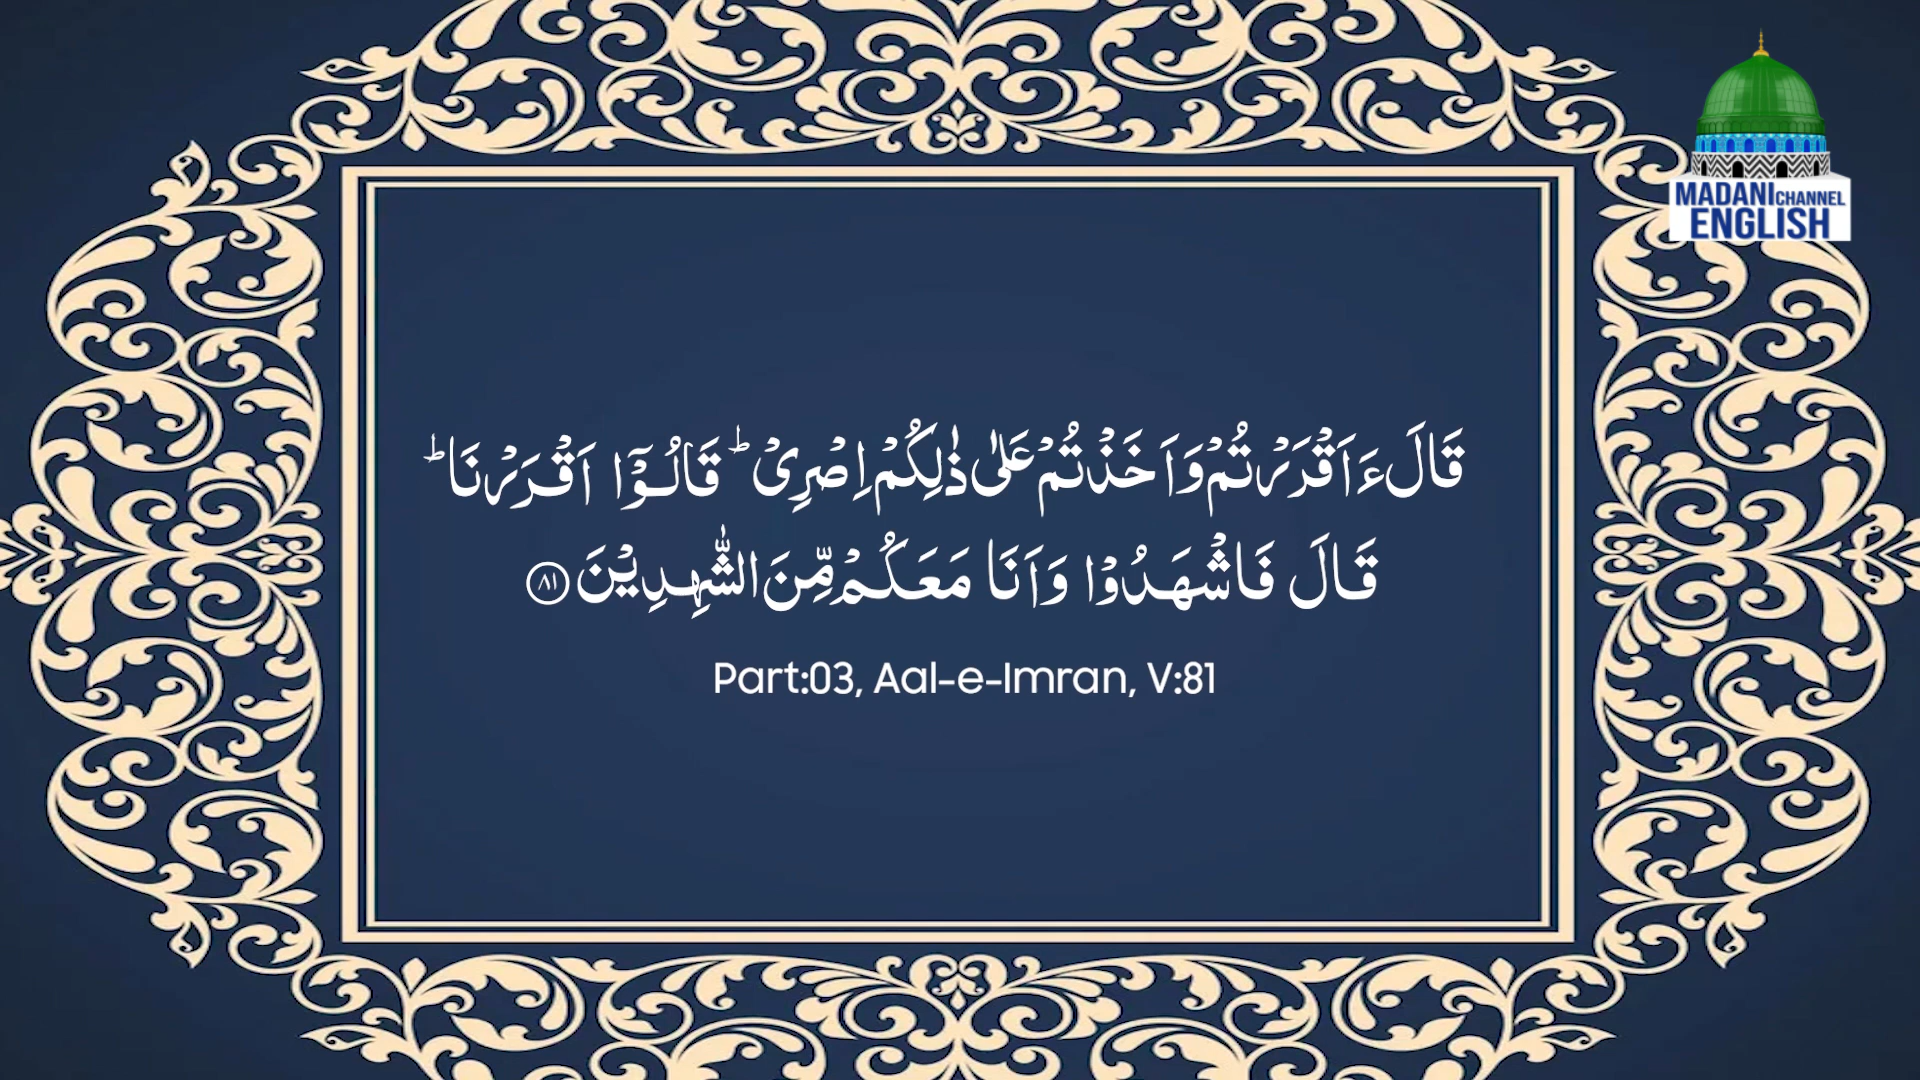 MADANI CHANNEL
ENGLISH
قَالَ ءَاَقْرَرْتُمْ وَاَخَذْتُمْ عَلٰی ذٰلِكُمْ اِصْرِیْ ؕ قَالُوْۤا اَقْرَرْنَا ؕ
قَالَ فَاشْهَدُوْا وَاَنَا مَعَكُمْ مِّنَ الشّٰهِدِیْنَ ﴿۸۱﴾
Part:03, Aal-e-Imran, V:81